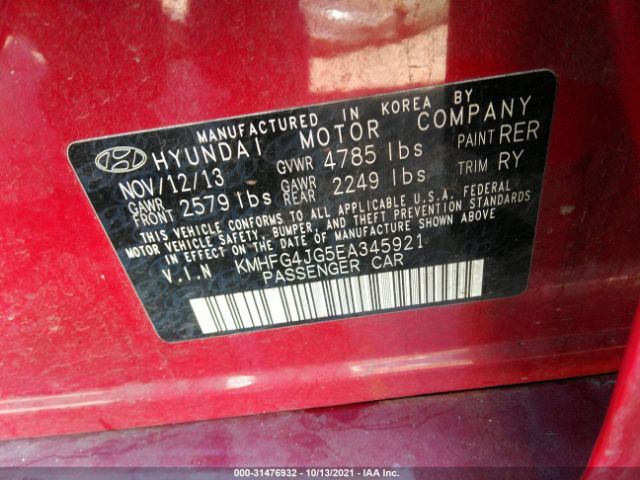 MANUFACTURED IN KOREA BY
HYUNDAI MOTOR COMPANY
NOV/12/13 GVWR 4785 lbs PAINT RER
GAWR FRONT 2579 lbs GAWR REAR 2249 lbs TRIM RY
THIS VEHICLE CONFORMS TO ALL APPLICABLE U.S.A. FEDERAL
MOTOR VEHICLE SAFETY, BUMPER, AND THEFT PREVENTION STANDARDS
IN EFFECT ON THE DATE OF MANUFACTURE SHOWN ABOVE
V.I.N KMHFG4JG5EA345921
PASSENGER CAR
000-31476932 - 10/13/2021 - IAA Inc.